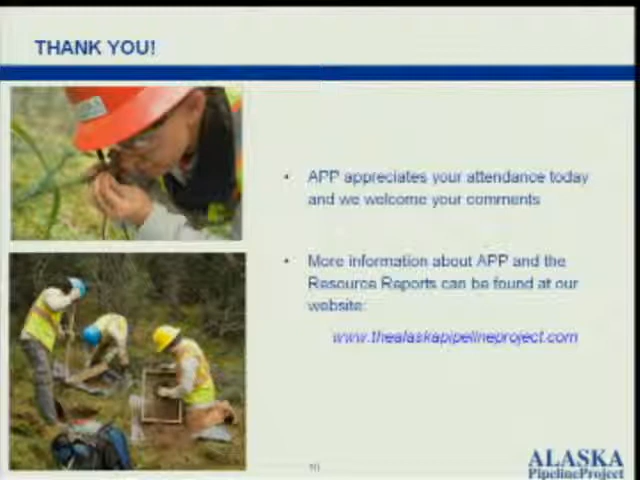 THANK YOU!
• APP appreciates your attendance today
and we welcome your comments
• More information about APP and the
Resource Reports can be found at our
website:
www.thealaskapipelineproject.com
ALASKA
PipelineProject